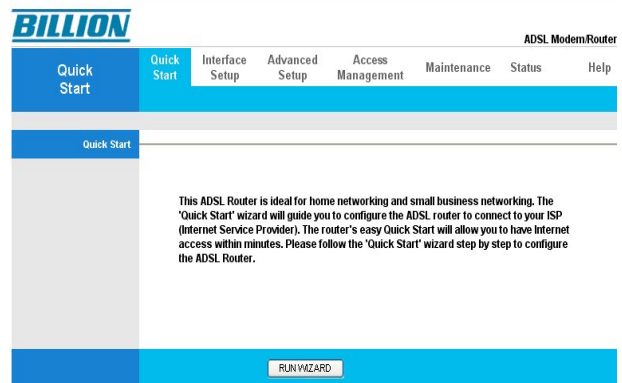 BILLION
ADSL Modem/Router
Quick
Start
Quick
Start
Interface
Setup
Advanced
Setup
Access
Management
Maintenance
Status
Help
Quick Start
This ADSL Router is ideal for home networking and small business networking. The
'Quick Start' wizard will guide you to configure the ADSL router to connect to your ISP
(Internet Service Provider). The router's easy Quick Start will allow you to have Internet
access within minutes. Please follow the 'Quick Start' wizard step by step to configure
the ADSL Router.
RUN WIZARD